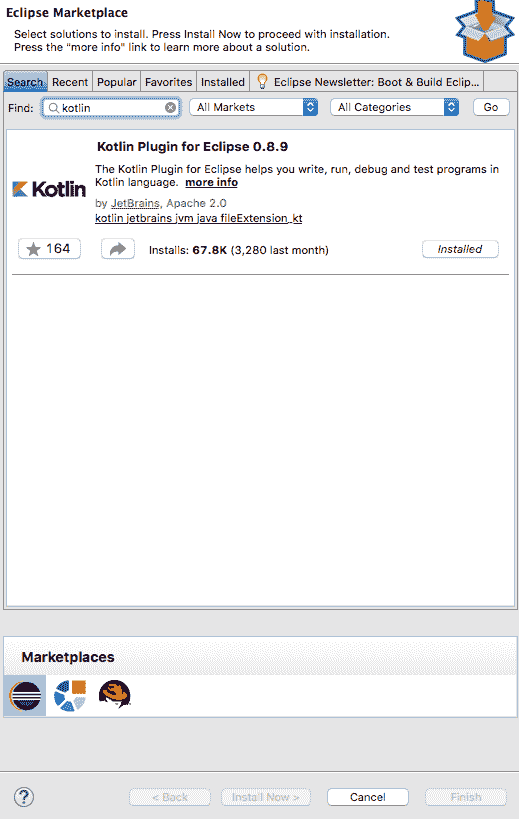 Eclipse Marketplace
Select solutions to install. Press Install Now to proceed with installation.
Press the "more info" link to learn more about a solution.
Search Recent Popular Favorites Installed Eclipse Newsletter: Boot & Build Eclip...
Find: kotlin All Markets All Categories Go
Kotlin Plugin for Eclipse 0.8.9
The Kotlin Plugin for Eclipse helps you write, run, debug and test programs in
Kotlin language. more info
Kotlin
by JetBrains, Apache 2.0
kotlin jetbrains jvm java fileExtension_kt
164 Installs: 67.8K (3,280 last month) Installed
Marketplaces
? < Back Install Now > Cancel Finish